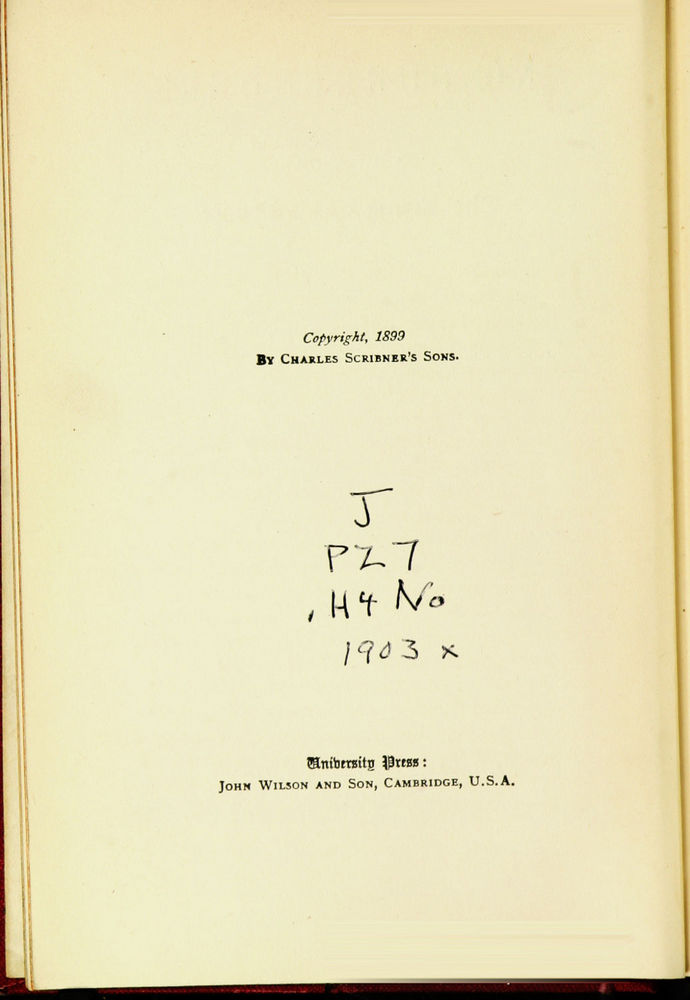 Copyright, 1899
By Charles Scribner's Sons.
J
PZ7
.H4 No
1903 x
University Press:
John Wilson and Son, Cambridge, U.S.A.